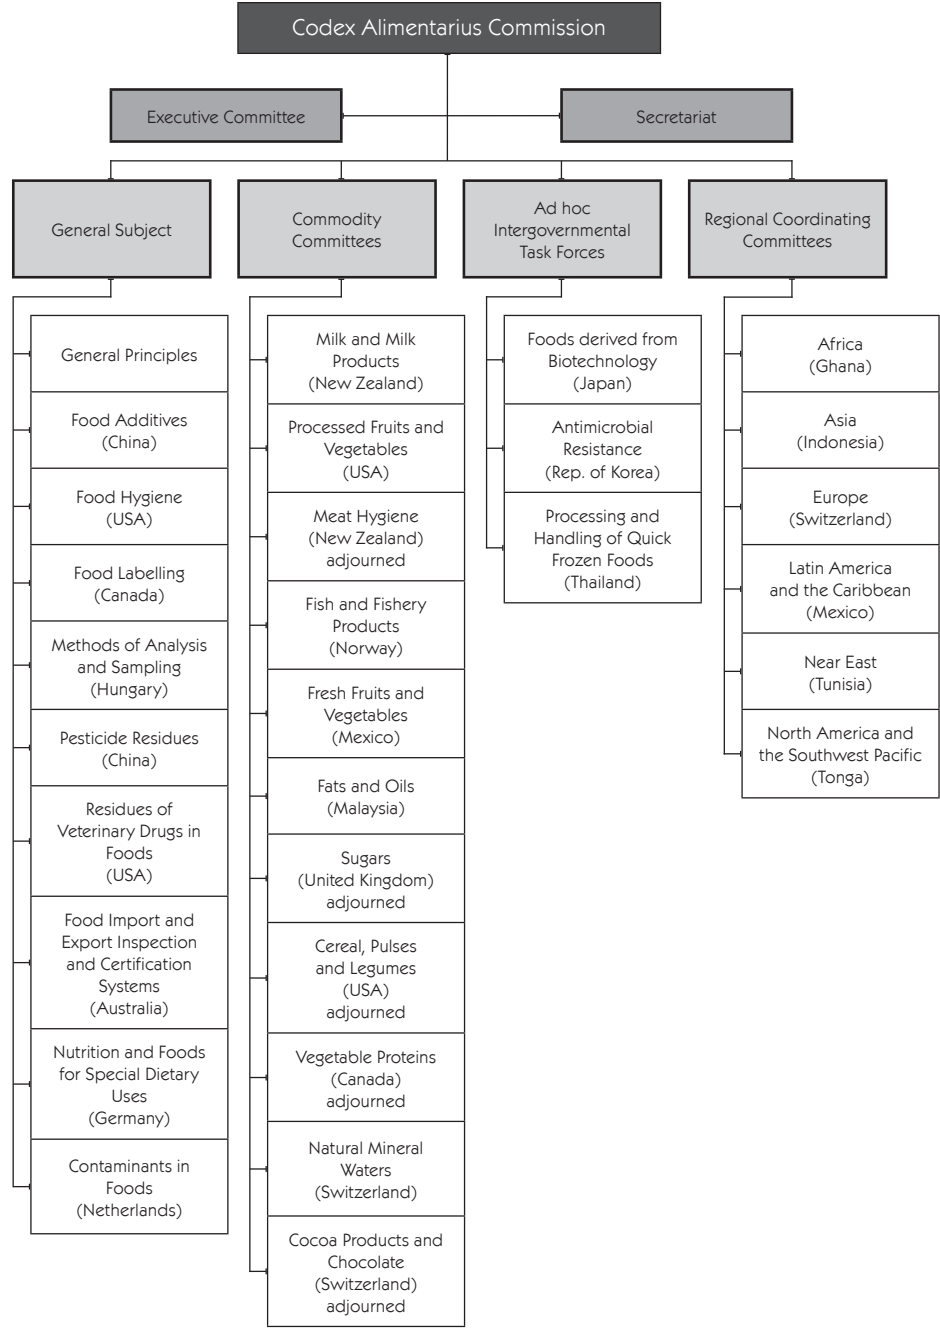 Codex Alimentarius Commission
Executive Committee
Secretariat
General Subject
Commodity
Committees
Ad hoc
Intergovernmental
Task Forces
Regional Coordinating
Committees
General Principles
Food Additives
(China)
Food Hygiene
(USA)
Food Labelling
(Canada)
Methods of Analysis
and Sampling
(Hungary)
Pesticide Residues
(China)
Residues of
Veterinary Drugs in
Foods
(USA)
Food Import and
Export Inspection
and Certification
Systems
(Australia)
Nutrition and Foods
for Special Dietary
Uses
(Germany)
Contaminants in
Foods
(Netherlands)
Milk and Milk
Products
(New Zealand)
Processed Fruits and
Vegetables
(USA)
Meat Hygiene
(New Zealand)
adjourned
Fish and Fishery
Products
(Norway)
Fresh Fruits and
Vegetables
(Mexico)
Fats and Oils
(Malaysia)
Sugars
(United Kingdom)
adjourned
Cereal, Pulses
and Legumes
(USA)
adjourned
Vegetable Proteins
(Canada)
adjourned
Natural Mineral
Waters
(Switzerland)
Cocoa Products and
Chocolate
(Switzerland)
adjourned
Foods derived from
Biotechnology
(Japan)
Antimicrobial
Resistance
(Rep. of Korea)
Processing and
Handling of Quick
Frozen Foods
(Thailand)
Africa
(Ghana)
Asia
(Indonesia)
Europe
(Switzerland)
Latin America
and the Caribbean
(Mexico)
Near East
(Tunisia)
North America and
the Southwest Pacific
(Tonga)